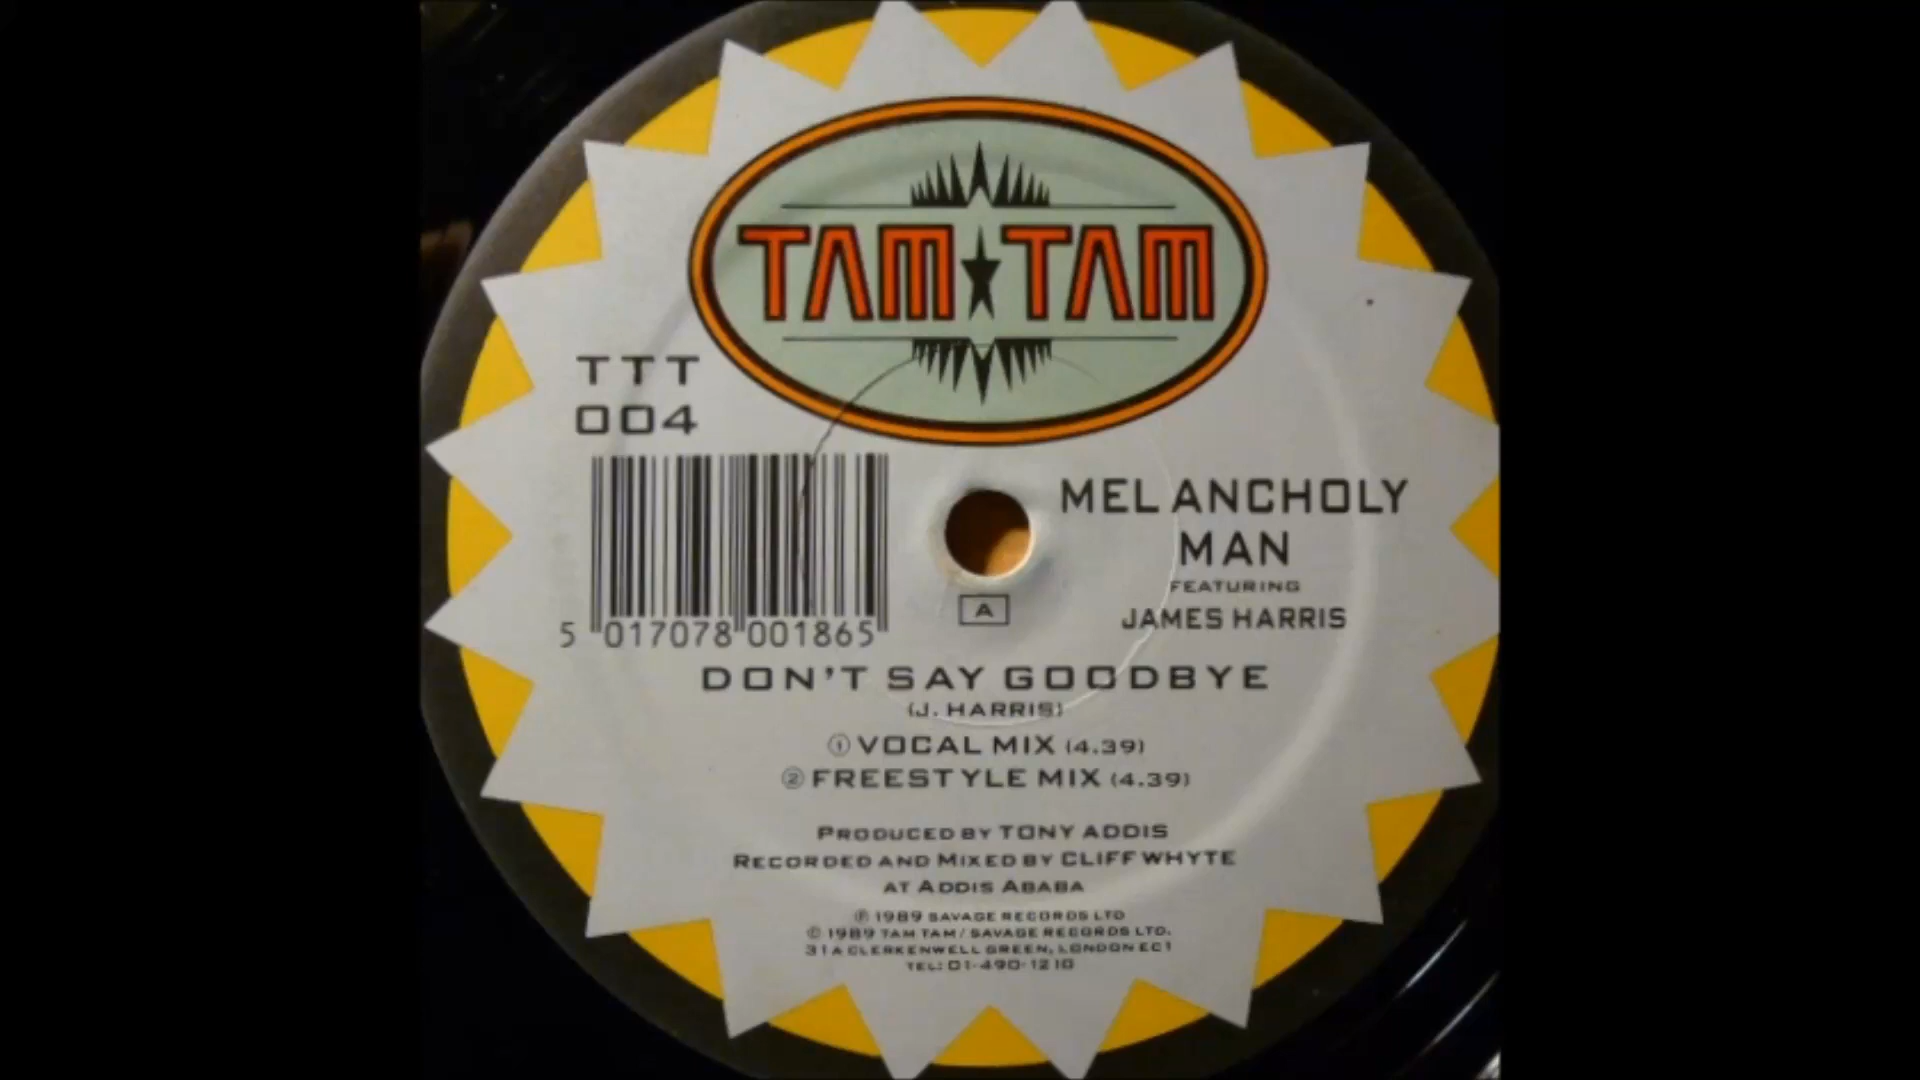 TAM TAM
TTT
004
5 017078 001865
MELANCHOLY
MAN
FEATURING
JAMES HARRIS
A
DON'T SAY GOODBYE
(J. HARRIS)
① VOCAL MIX (4.39)
② FREESTYLE MIX (4.39)
PRODUCED BY TONY ADDIS
RECORDED AND MIXED BY CLIFF WHYTE
AT ADDIS ABABA
℗ 1989 SAVAGE RECORDS LTD
© 1989 TAM TAM / SAVAGE RECORDS LTD.
31A CLERKENWELL GREEN, LONDON EC1
TEL: 01-490-1210